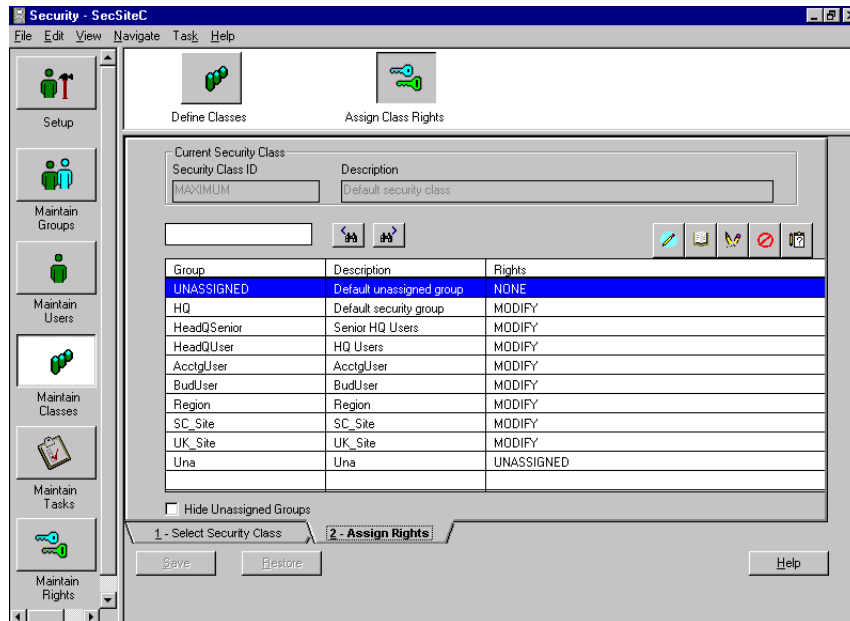 Security - SecSiteC
File Edit View Navigate Task Help
Setup
Maintain
Groups
Maintain
Users
Maintain
Classes
Maintain
Tasks
Maintain
Rights
Define Classes Assign Class Rights
Current Security Class
Security Class ID Description
MAXIMUM Default security class
Group Description Rights
UNASSIGNED Default unassigned group NONE
HQ Default security group MODIFY
HeadQSenior Senior HQ Users MODIFY
HeadQUser HQ Users MODIFY
AcctgUser AcctgUser MODIFY
BudUser BudUser MODIFY
Region Region MODIFY
SC_Site SC_Site MODIFY
UK_Site UK_Site MODIFY
Una Una UNASSIGNED
Hide Unassigned Groups
1 - Select Security Class 2 - Assign Rights
Save Restore Help